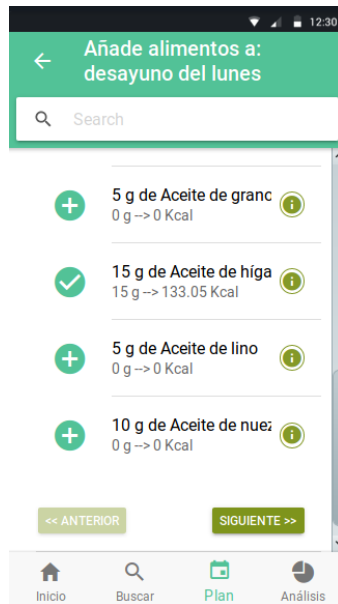 12:30
Añade alimentos a:
desayuno del lunes
Search
5 g de Aceite de granc
0 g --> 0 Kcal
15 g de Aceite de híga
15 g --> 133.05 Kcal
5 g de Aceite de lino
0 g --> 0 Kcal
10 g de Aceite de nuez
0 g --> 0 Kcal
<< ANTERIOR
SIGUIENTE >>
Inicio
Buscar
Plan
Análisis